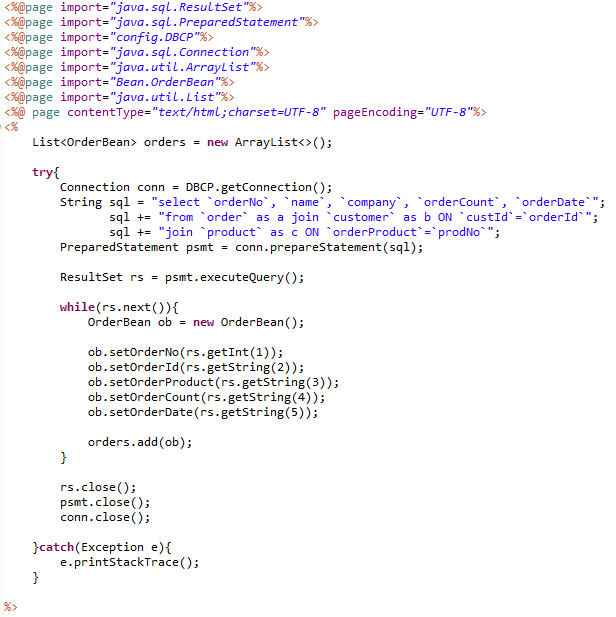 <%@page import="java.sql.ResultSet"%>
<%@page import="java.sql.PreparedStatement"%>
<%@page import="config.DBCP"%>
<%@page import="java.sql.Connection"%>
<%@page import="java.util.ArrayList"%>
<%@page import="Bean.OrderBean"%>
<%@page import="java.util.List"%>
<%@ page contentType="text/html;charset=UTF-8" pageEncoding="UTF-8"%>
<%
    List<OrderBean> orders = new ArrayList<>();

    try{
        Connection conn = DBCP.getConnection();
        String sql = "select `orderNo`, `name`, `company`, `orderCount`, `orderDate`";
               sql += "from `order` as a join `customer` as b ON `custId`=`orderId`";
               sql += "join `product` as c ON `orderProduct`=`prodNo`";
        PreparedStatement psmt = conn.prepareStatement(sql);

        ResultSet rs = psmt.executeQuery();

        while(rs.next()){
            OrderBean ob = new OrderBean();

            ob.setOrderNo(rs.getInt(1));
            ob.setOrderId(rs.getString(2));
            ob.setOrderProduct(rs.getString(3));
            ob.setOrderCount(rs.getString(4));
            ob.setOrderDate(rs.getString(5));

            orders.add(ob);
        }

        rs.close();
        psmt.close();
        conn.close();

    }catch(Exception e){
        e.printStackTrace();
    }

%>